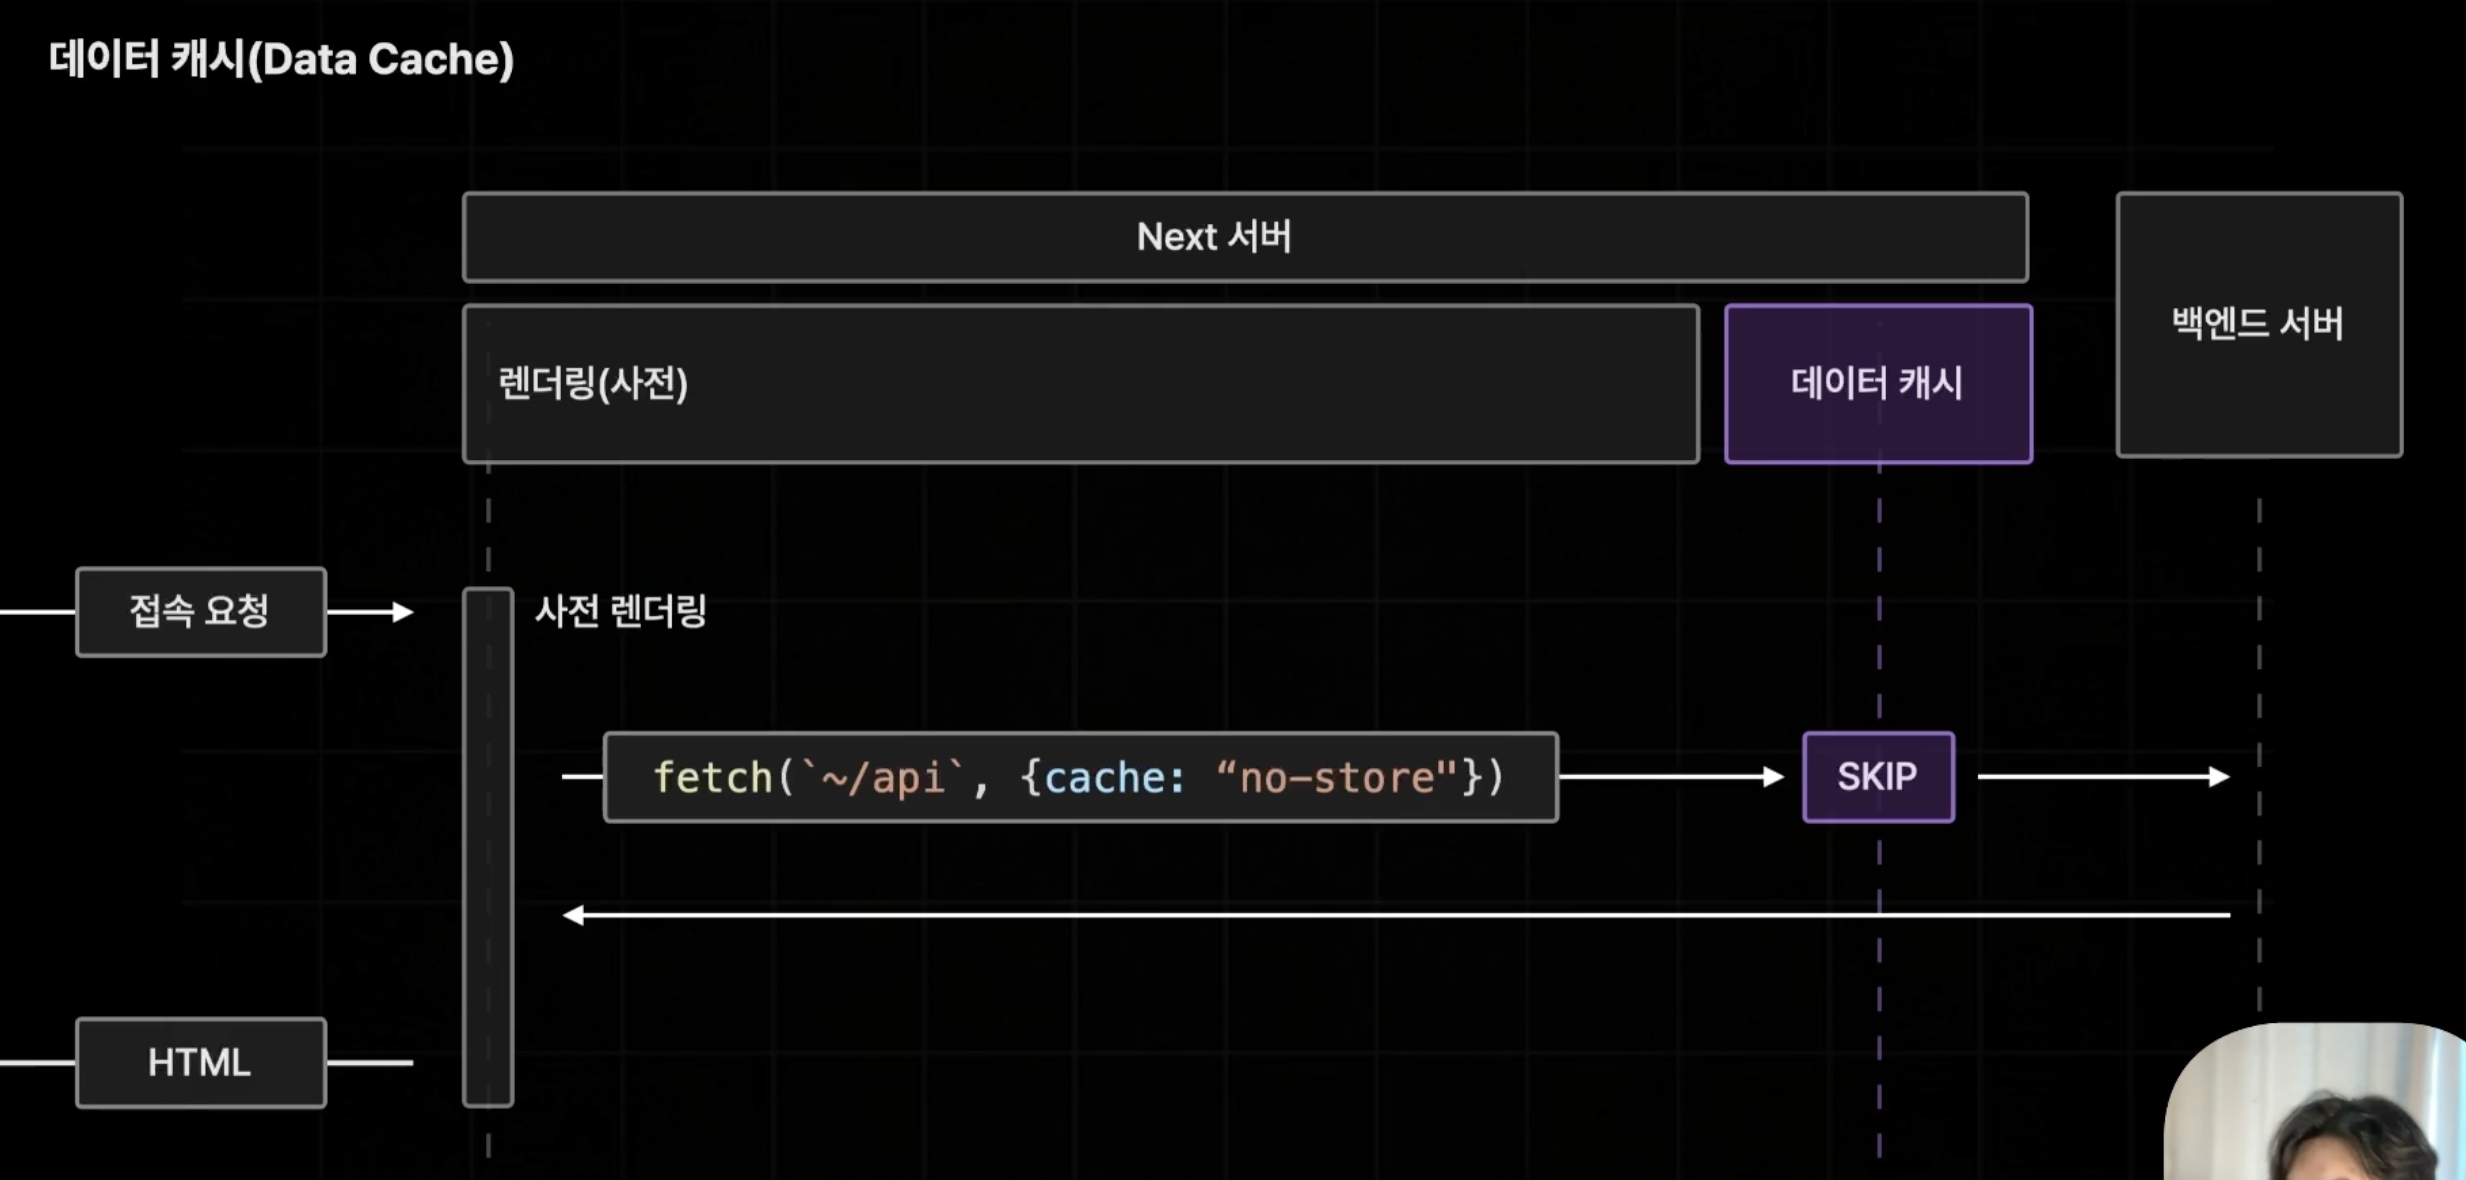 데이터 캐시(Data Cache)
Next 서버
백엔드 서버
렌더링(사전)
데이터 캐시
접속 요청
사전 렌더링
fetch(`~/api`, {cache: “no-store"})
SKIP
HTML